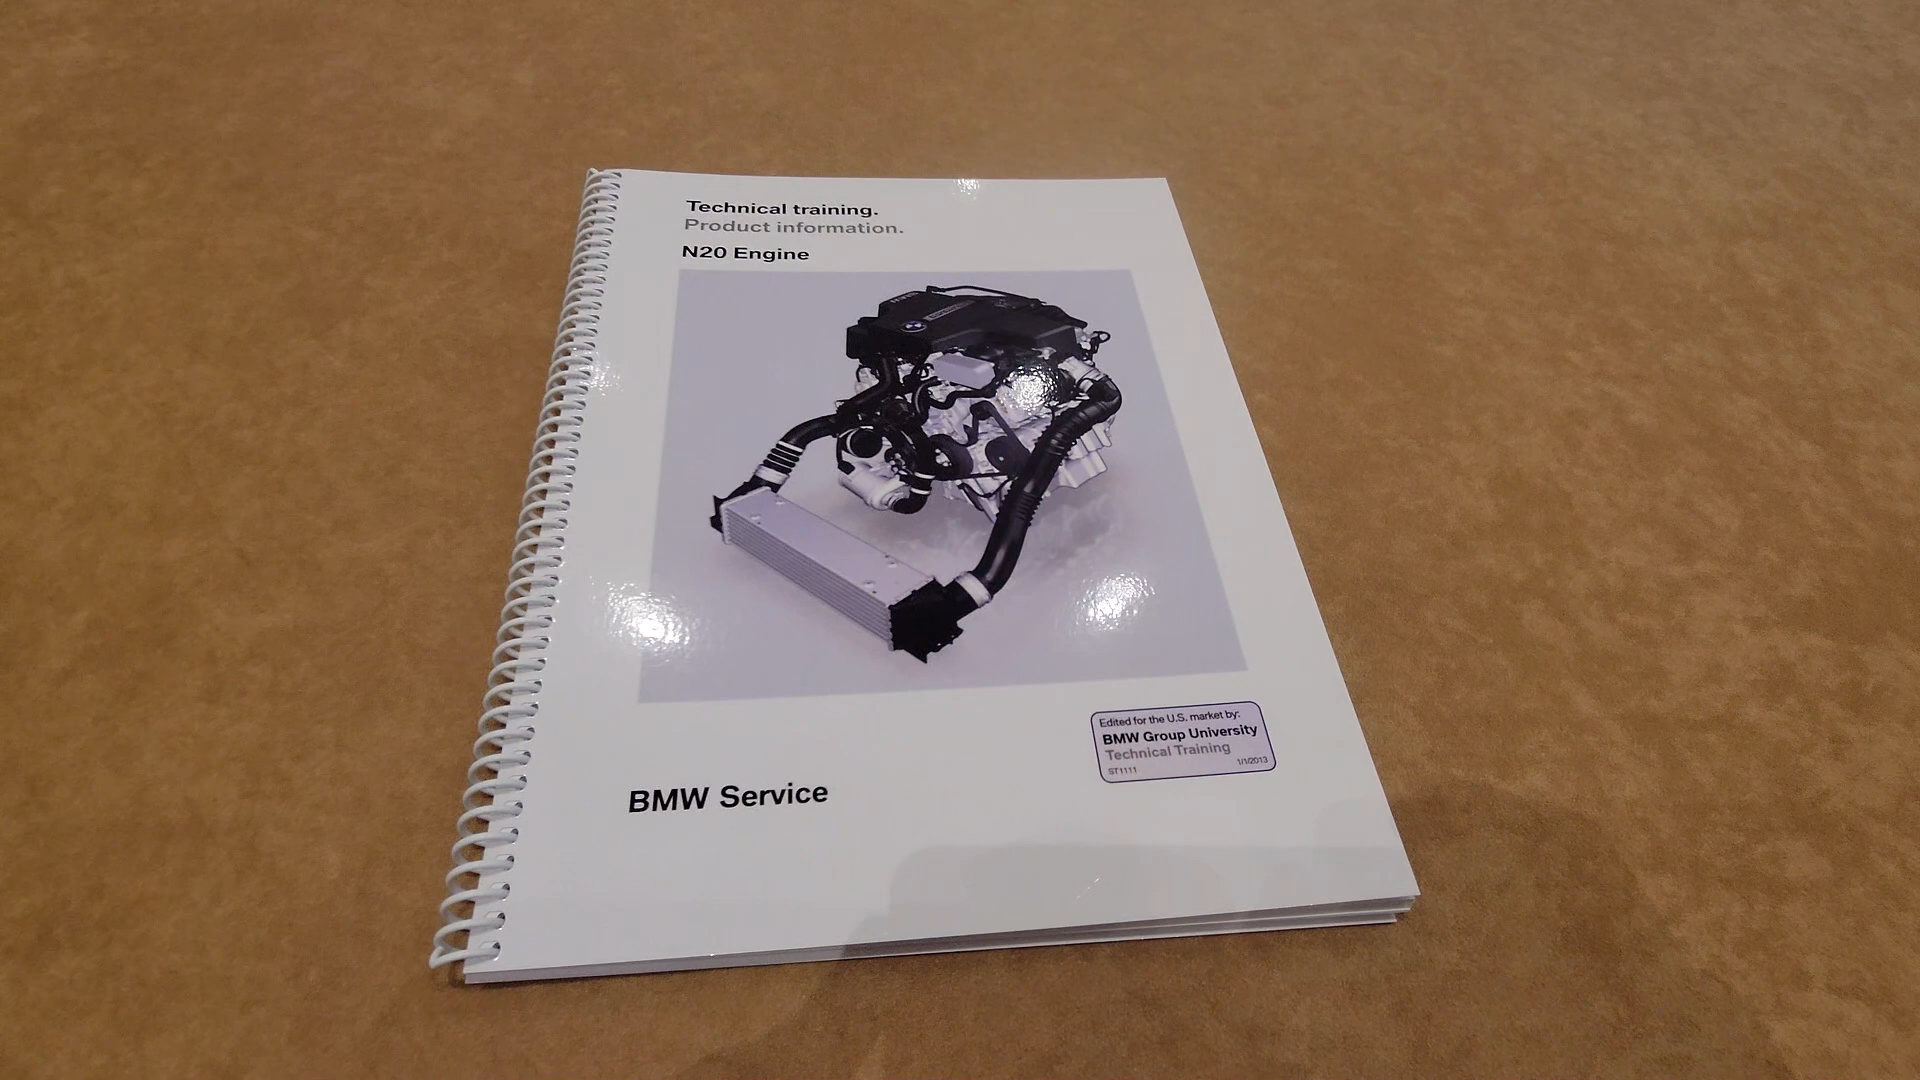 Technical training.
Product information.
N20 Engine
Edited for the U.S. market by:
BMW Group University
Technical Training
ST1111 1/1/2013
BMW Service